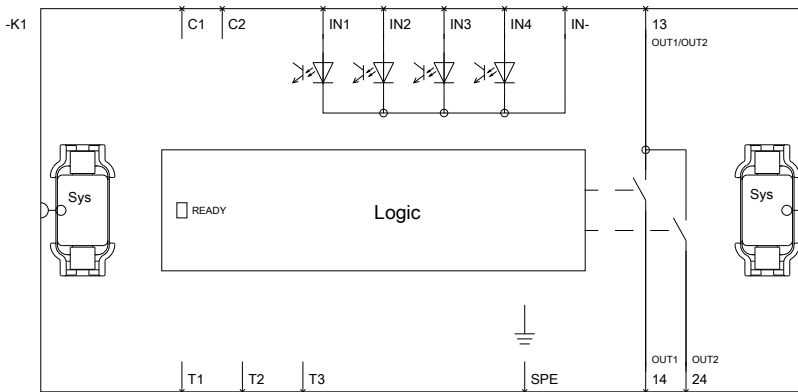 -K1 C1 C2 IN1 IN2 IN3 IN4 IN- 13
OUT1/OUT2
Sys
Sys
READY
Logic
OUT1 OUT2
T1 T2 T3 SPE 14 24